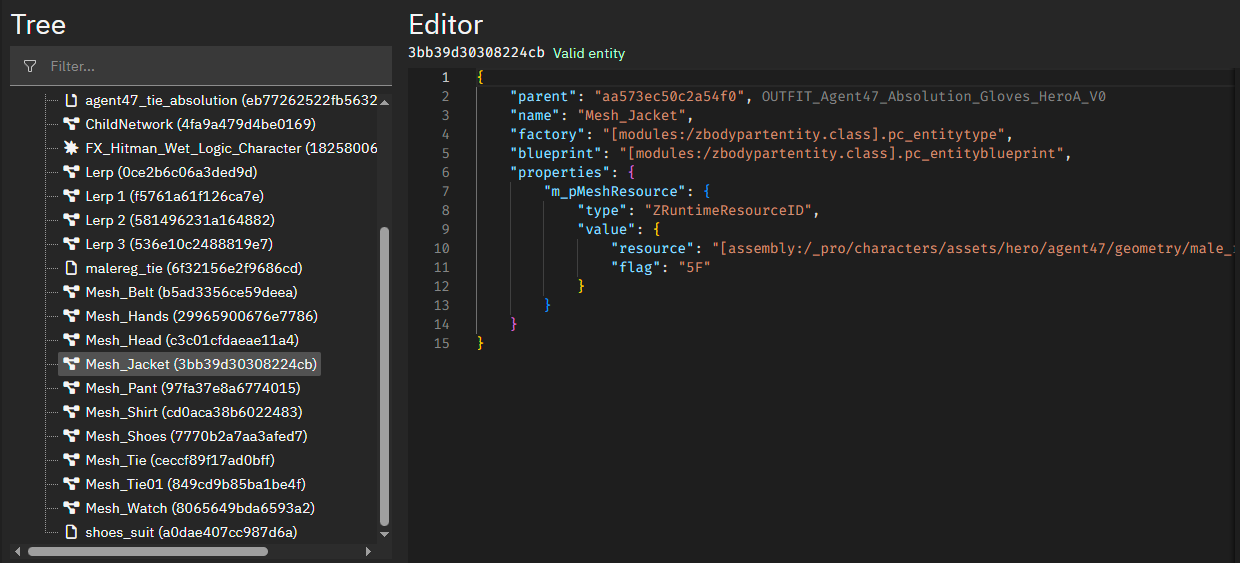 Tree
Filter...
agent47_tie_absolution (eb77262522fb5632
ChildNetwork (4fa9a479d4be0169)
FX_Hitman_Wet_Logic_Character (18258006
Lerp (0ce2b6c06a3ded9d)
Lerp 1 (f5761a61f126ca7e)
Lerp 2 (581496231a164882)
Lerp 3 (536e10c2488819e7)
malereg_tie (6f32156e2f9686cd)
Mesh_Belt (b5ad3356ce59deea)
Mesh_Hands (29965900676e7786)
Mesh_Head (c3c01cfdaeae11a4)
Mesh_Jacket (3bb39d30308224cb)
Mesh_Pant (97fa37e8a6774015)
Mesh_Shirt (cd0aca38b6022483)
Mesh_Shoes (7770b2a7aa3afed7)
Mesh_Tie (ceccf89f17ad0bff)
Mesh_Tie01 (849cd9b85ba1be4f)
Mesh_Watch (8065649bda6593a2)
shoes_suit (a0dae407cc987d6a)
Editor
3bb39d30308224cb Valid entity
1 {
2 "parent": "aa573ec50c2a54f0", OUTFIT_Agent47_Absolution_Gloves_HeroA_V0
3 "name": "Mesh_Jacket",
4 "factory": "[modules:/zbodypartentity.class].pc_entitytype",
5 "blueprint": "[modules:/zbodypartentity.class].pc_entityblueprint",
6 "properties": {
7 "m_pMeshResource": {
8 "type": "ZRuntimeResourceID",
9 "value": {
10 "resource": "[assembly:/_pro/characters/assets/hero/agent47/geometry/male_
11 "flag": "5F"
12 }
13 }
14 }
15 }